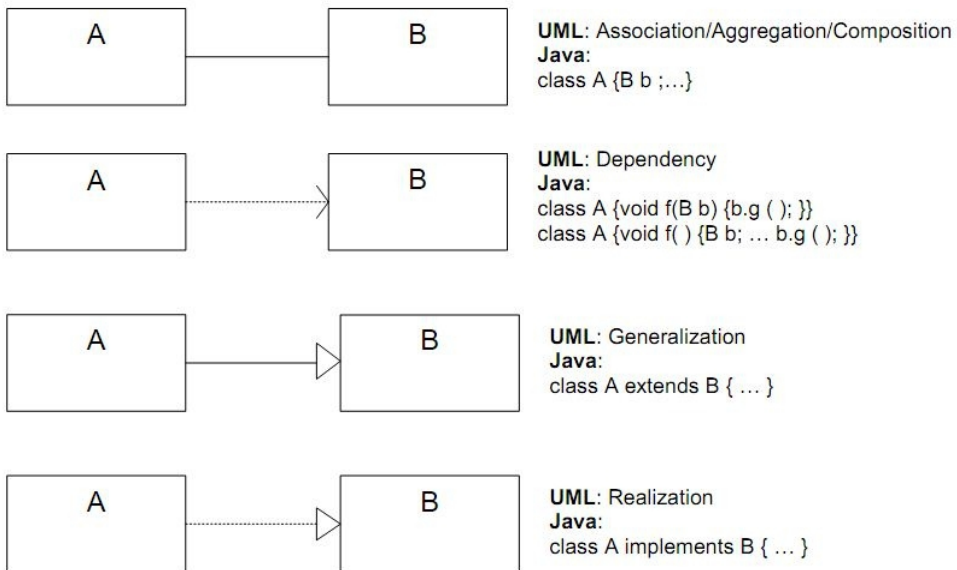 A
B
UML: Association/Aggregation/Composition
Java:
class A {B b ;…}
A
B
UML: Dependency
Java:
class A {void f(B b) {b.g ( ); }}
class A {void f( ) {B b; … b.g ( ); }}
A
B
UML: Generalization
Java:
class A extends B { … }
A
B
UML: Realization
Java:
class A implements B { … }